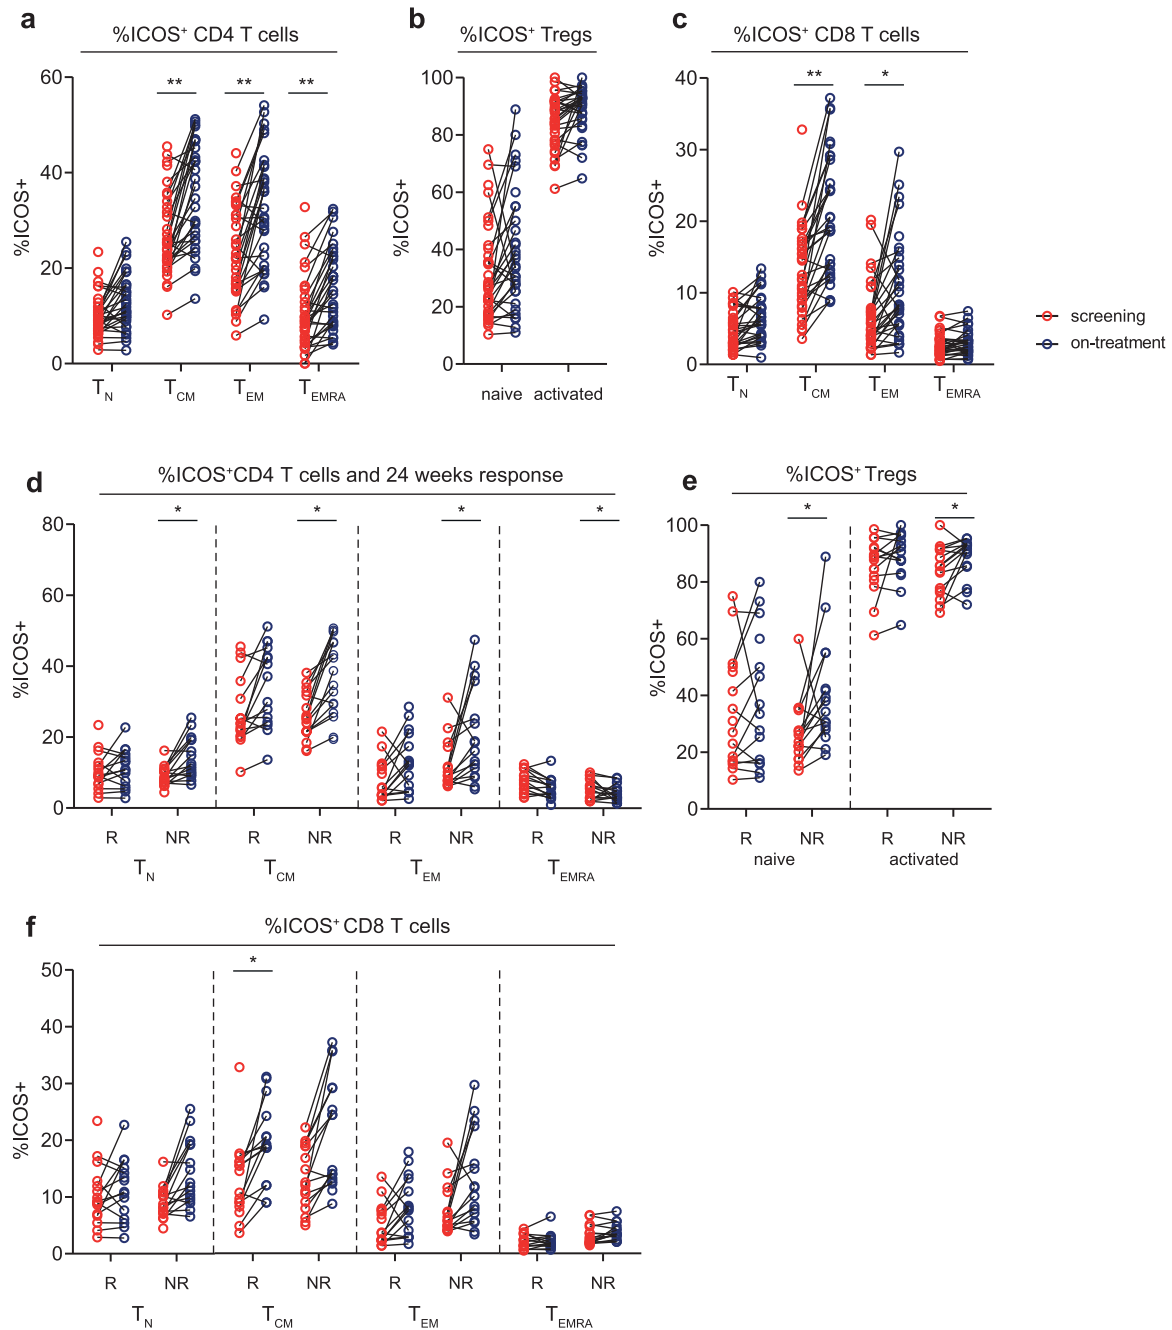 a
%ICOS⁺ CD4 T cells
%ICOS+
60
40
20
0
** ** **
T_N T_CM T_EM T_EMRA
b
%ICOS⁺ Tregs
%ICOS+
100
80
60
40
20
0
naive activated
c
%ICOS⁺ CD8 T cells
%ICOS+
40
30
20
10
0
** *
T_N T_CM T_EM T_EMRA
screening
on-treatment
d
%ICOS⁺CD4 T cells and 24 weeks response
%ICOS+
80
60
40
20
0
* * * *
R NR R NR R NR R NR
T_N T_CM T_EM T_EMRA
e
%ICOS⁺ Tregs
%ICOS+
100
80
60
40
20
0
* *
R NR R NR
naive activated
f
%ICOS⁺ CD8 T cells
%ICOS+
50
40
30
20
10
0
*
R NR R NR R NR R NR
T_N T_CM T_EM T_EMRA